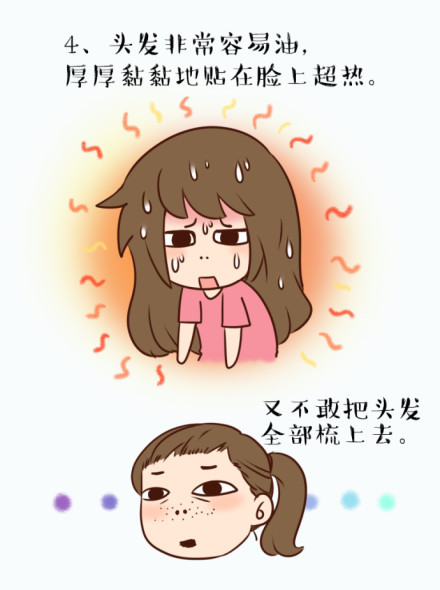 4、头发非常容易油,
厚厚黏黏地贴在脸上超热。
又不敢把头发
全部梳上去。